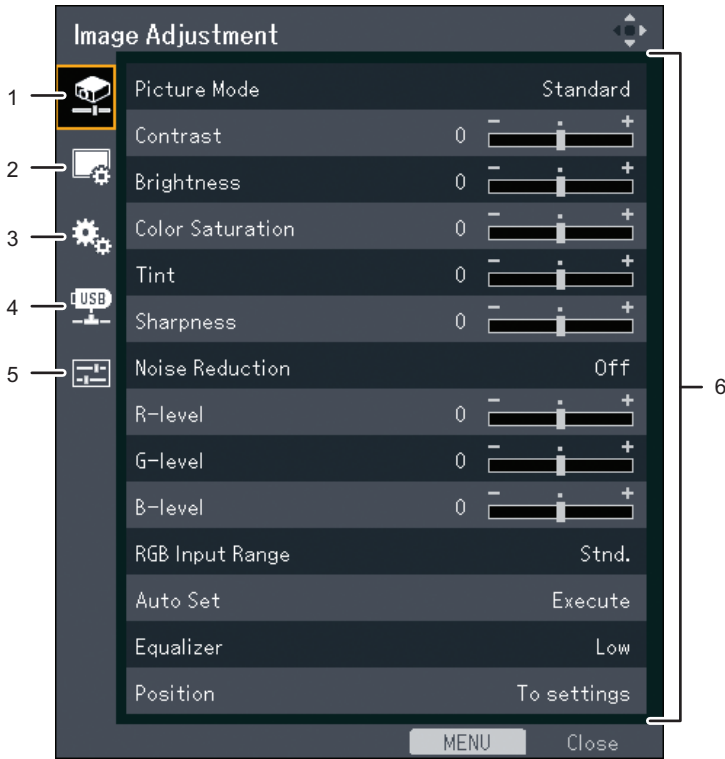 Image Adjustment
1
2
3
4
5
6
USB
Picture Mode Standard
Contrast 0 - +
Brightness 0 - +
Color Saturation 0 - +
Tint 0 - +
Sharpness 0 - +
Noise Reduction Off
R-level 0 - +
G-level 0 - +
B-level 0 - +
RGB Input Range Stnd.
Auto Set Execute
Equalizer Low
Position To settings
MENU Close